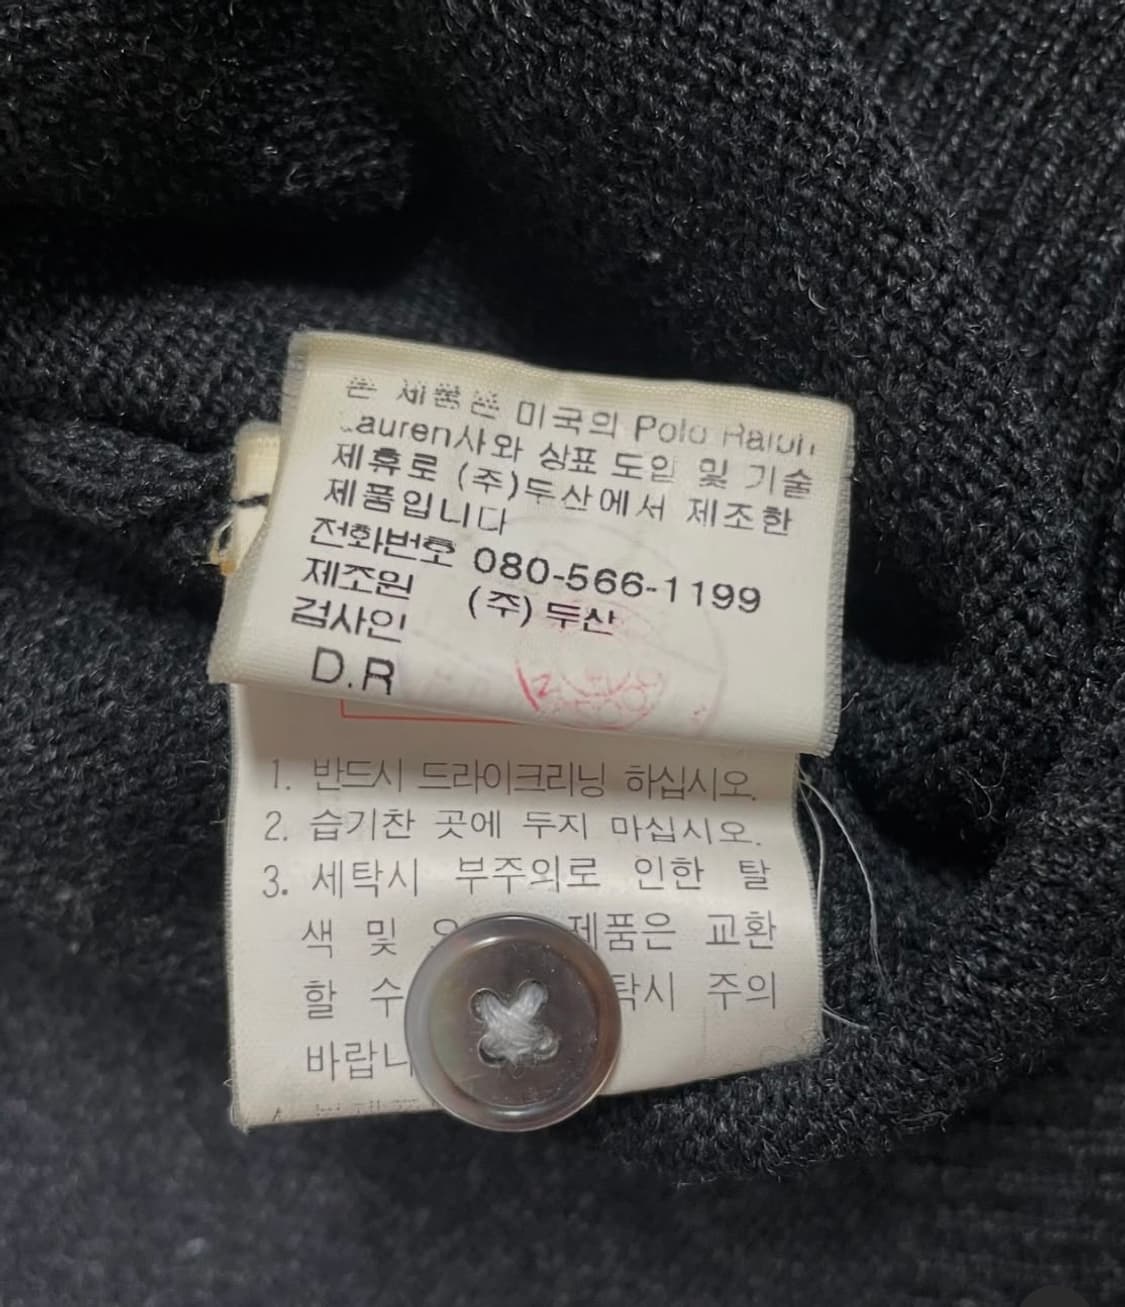 본 제품은 미국의 Polo Ralph
Lauren사와 상표 도입 및 기술
제휴로 (주)두산에서 제조한
제품입니다
전화번호 080-566-1199
제조원 (주) 두산
검사인
D.R
1. 반드시 드라이크리닝 하십시오.
2. 습기찬 곳에 두지 마십시오.
3. 세탁시 부주의로 인한 탈
색 및 제품은 교환
할 수 탁시 주의
바랍니